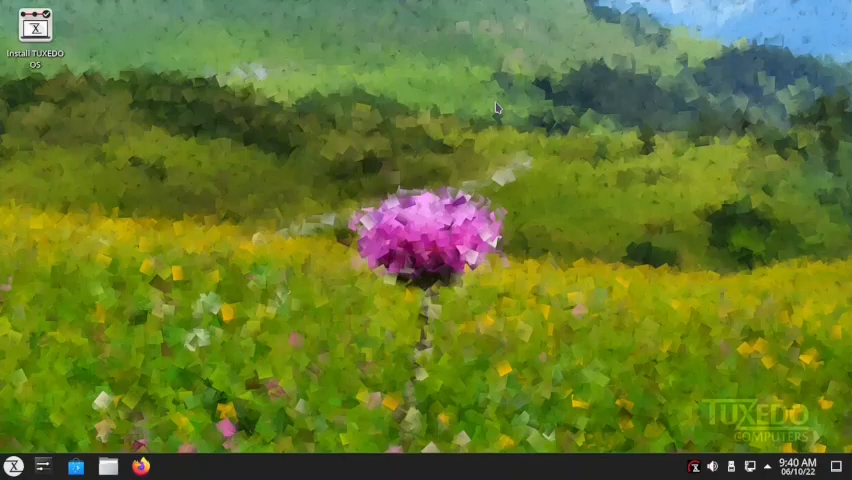 Install TUXEDO
OS
TUXEDO
COMPUTERS
9:40 AM
06/10/22